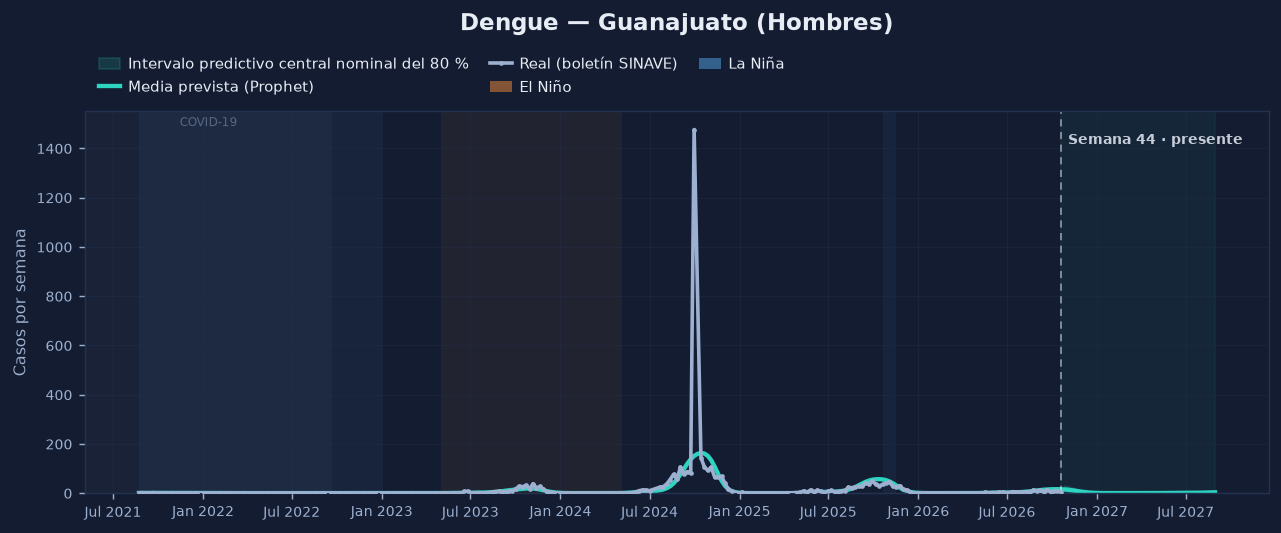 Dengue — Guanajuato (Hombres)
Intervalo predictivo central nominal del 80 %
Real (boletín SINAVE)
La Niña
Media prevista (Prophet)
El Niño
COVID-19
Semana 44 · presente
Casos por semana
1400
1200
1000
800
600
400
200
0
Jul 2021
Jan 2022
Jul 2022
Jan 2023
Jul 2023
Jan 2024
Jul 2024
Jan 2025
Jul 2025
Jan 2026
Jul 2026
Jan 2027
Jul 2027